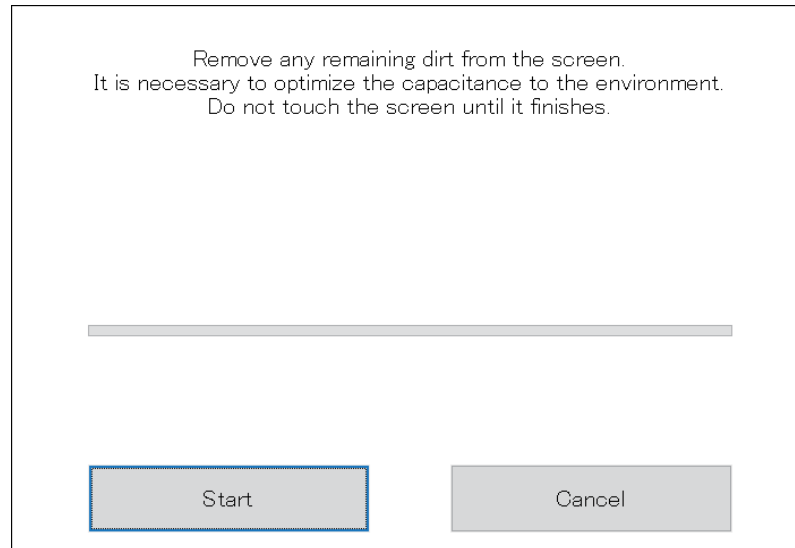 Remove any remaining dirt from the screen.
It is necessary to optimize the capacitance to the environment.
Do not touch the screen until it finishes.
Start
Cancel